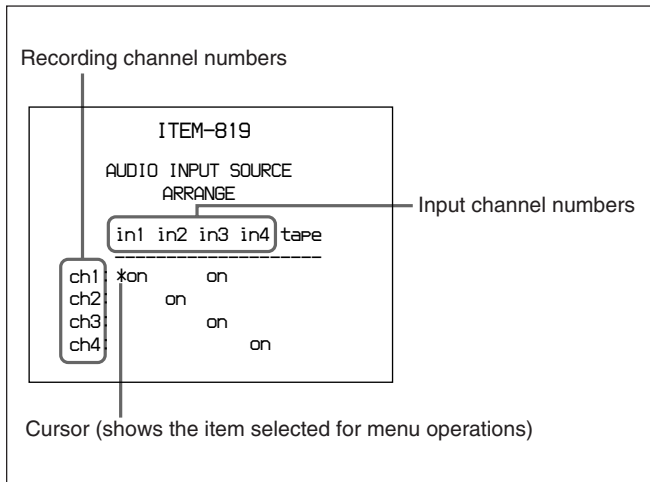 Recording channel numbers
ITEM-819
AUDIO INPUT SOURCE
ARRANGE
Input channel numbers
in1 in2 in3 in4 tape
--------------------
ch1: *on on
ch2: on
ch3: on
ch4: on
Cursor (shows the item selected for menu operations)